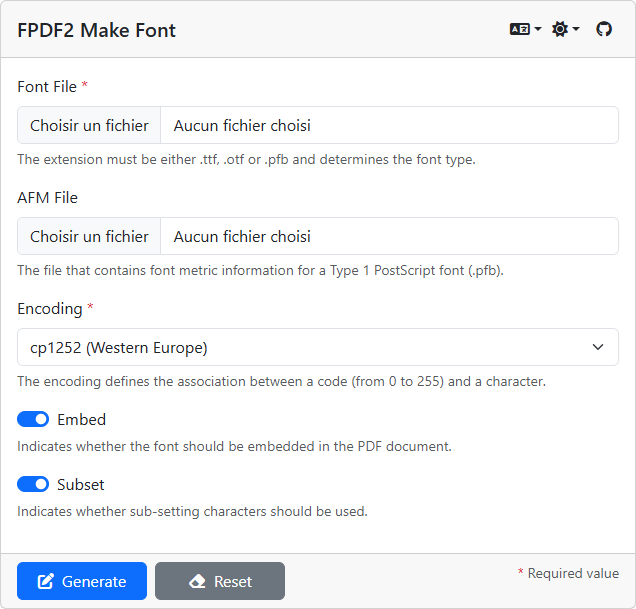 FPDF2 Make Font
Font File *
Choisir un fichier Aucun fichier choisi
The extension must be either .ttf, .otf or .pfb and determines the font type.
AFM File
Choisir un fichier Aucun fichier choisi
The file that contains font metric information for a Type 1 PostScript font (.pfb).
Encoding *
cp1252 (Western Europe)
The encoding defines the association between a code (from 0 to 255) and a character.
Embed
Indicates whether the font should be embedded in the PDF document.
Subset
Indicates whether sub-setting characters should be used.
Generate Reset * Required value